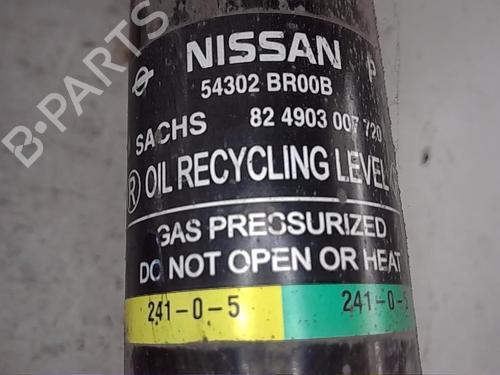 NISSAN P
54302 BR00B
SACHS 82 4903 007 720
Ⓡ OIL RECYCLING LEVEL
GAS PRESSURIZED
DO NOT OPEN OR HEAT
241-0-5 241-0-5
B-PARTS